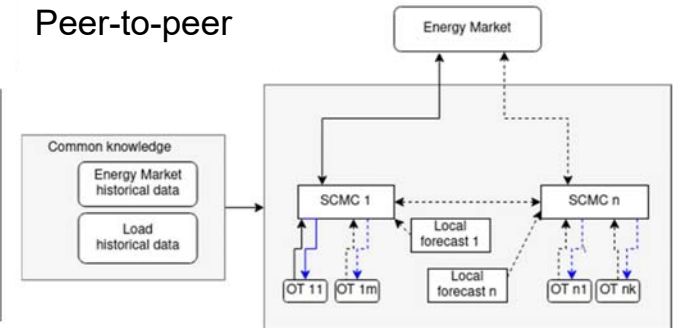 Peer-to-peer
Energy Market
Common knowledge
Energy Market
historical data
Load
historical data
SCMC 1
SCMC n
Local
forecast 1
Local
forecast n
OT 11
OT 1m
OT n1
OT nk